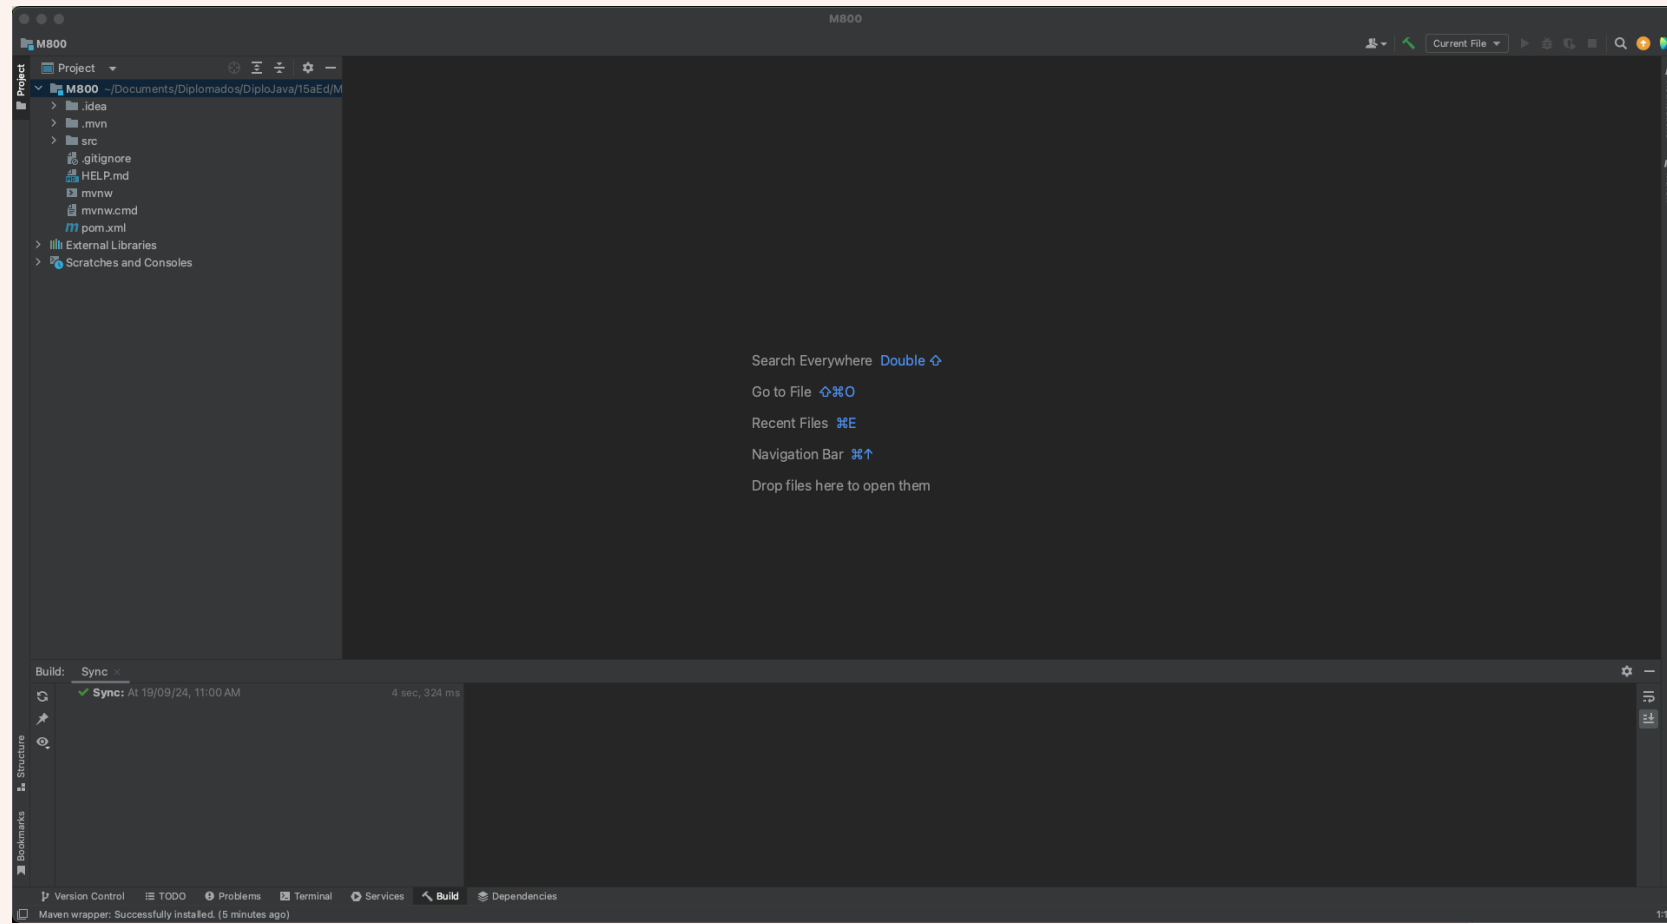 M800
M800
Current File
Project
Project
M800 ~/Documents/Diplomados/DiploJava/15aEd/M
.idea
.mvn
src
.gitignore
HELP.md
mvnw
mvnw.cmd
pom.xml
External Libraries
Scratches and Consoles
Search Everywhere Double ⇧
Go to File ⇧⌘O
Recent Files ⌘E
Navigation Bar ⌘↑
Drop files here to open them
Build: Sync
Sync: At 19/09/24, 11:00 AM 4 sec, 324 ms
Structure
Bookmarks
Version Control TODO Problems Terminal Services Build Dependencies
Maven wrapper: Successfully installed. (5 minutes ago) 1:1